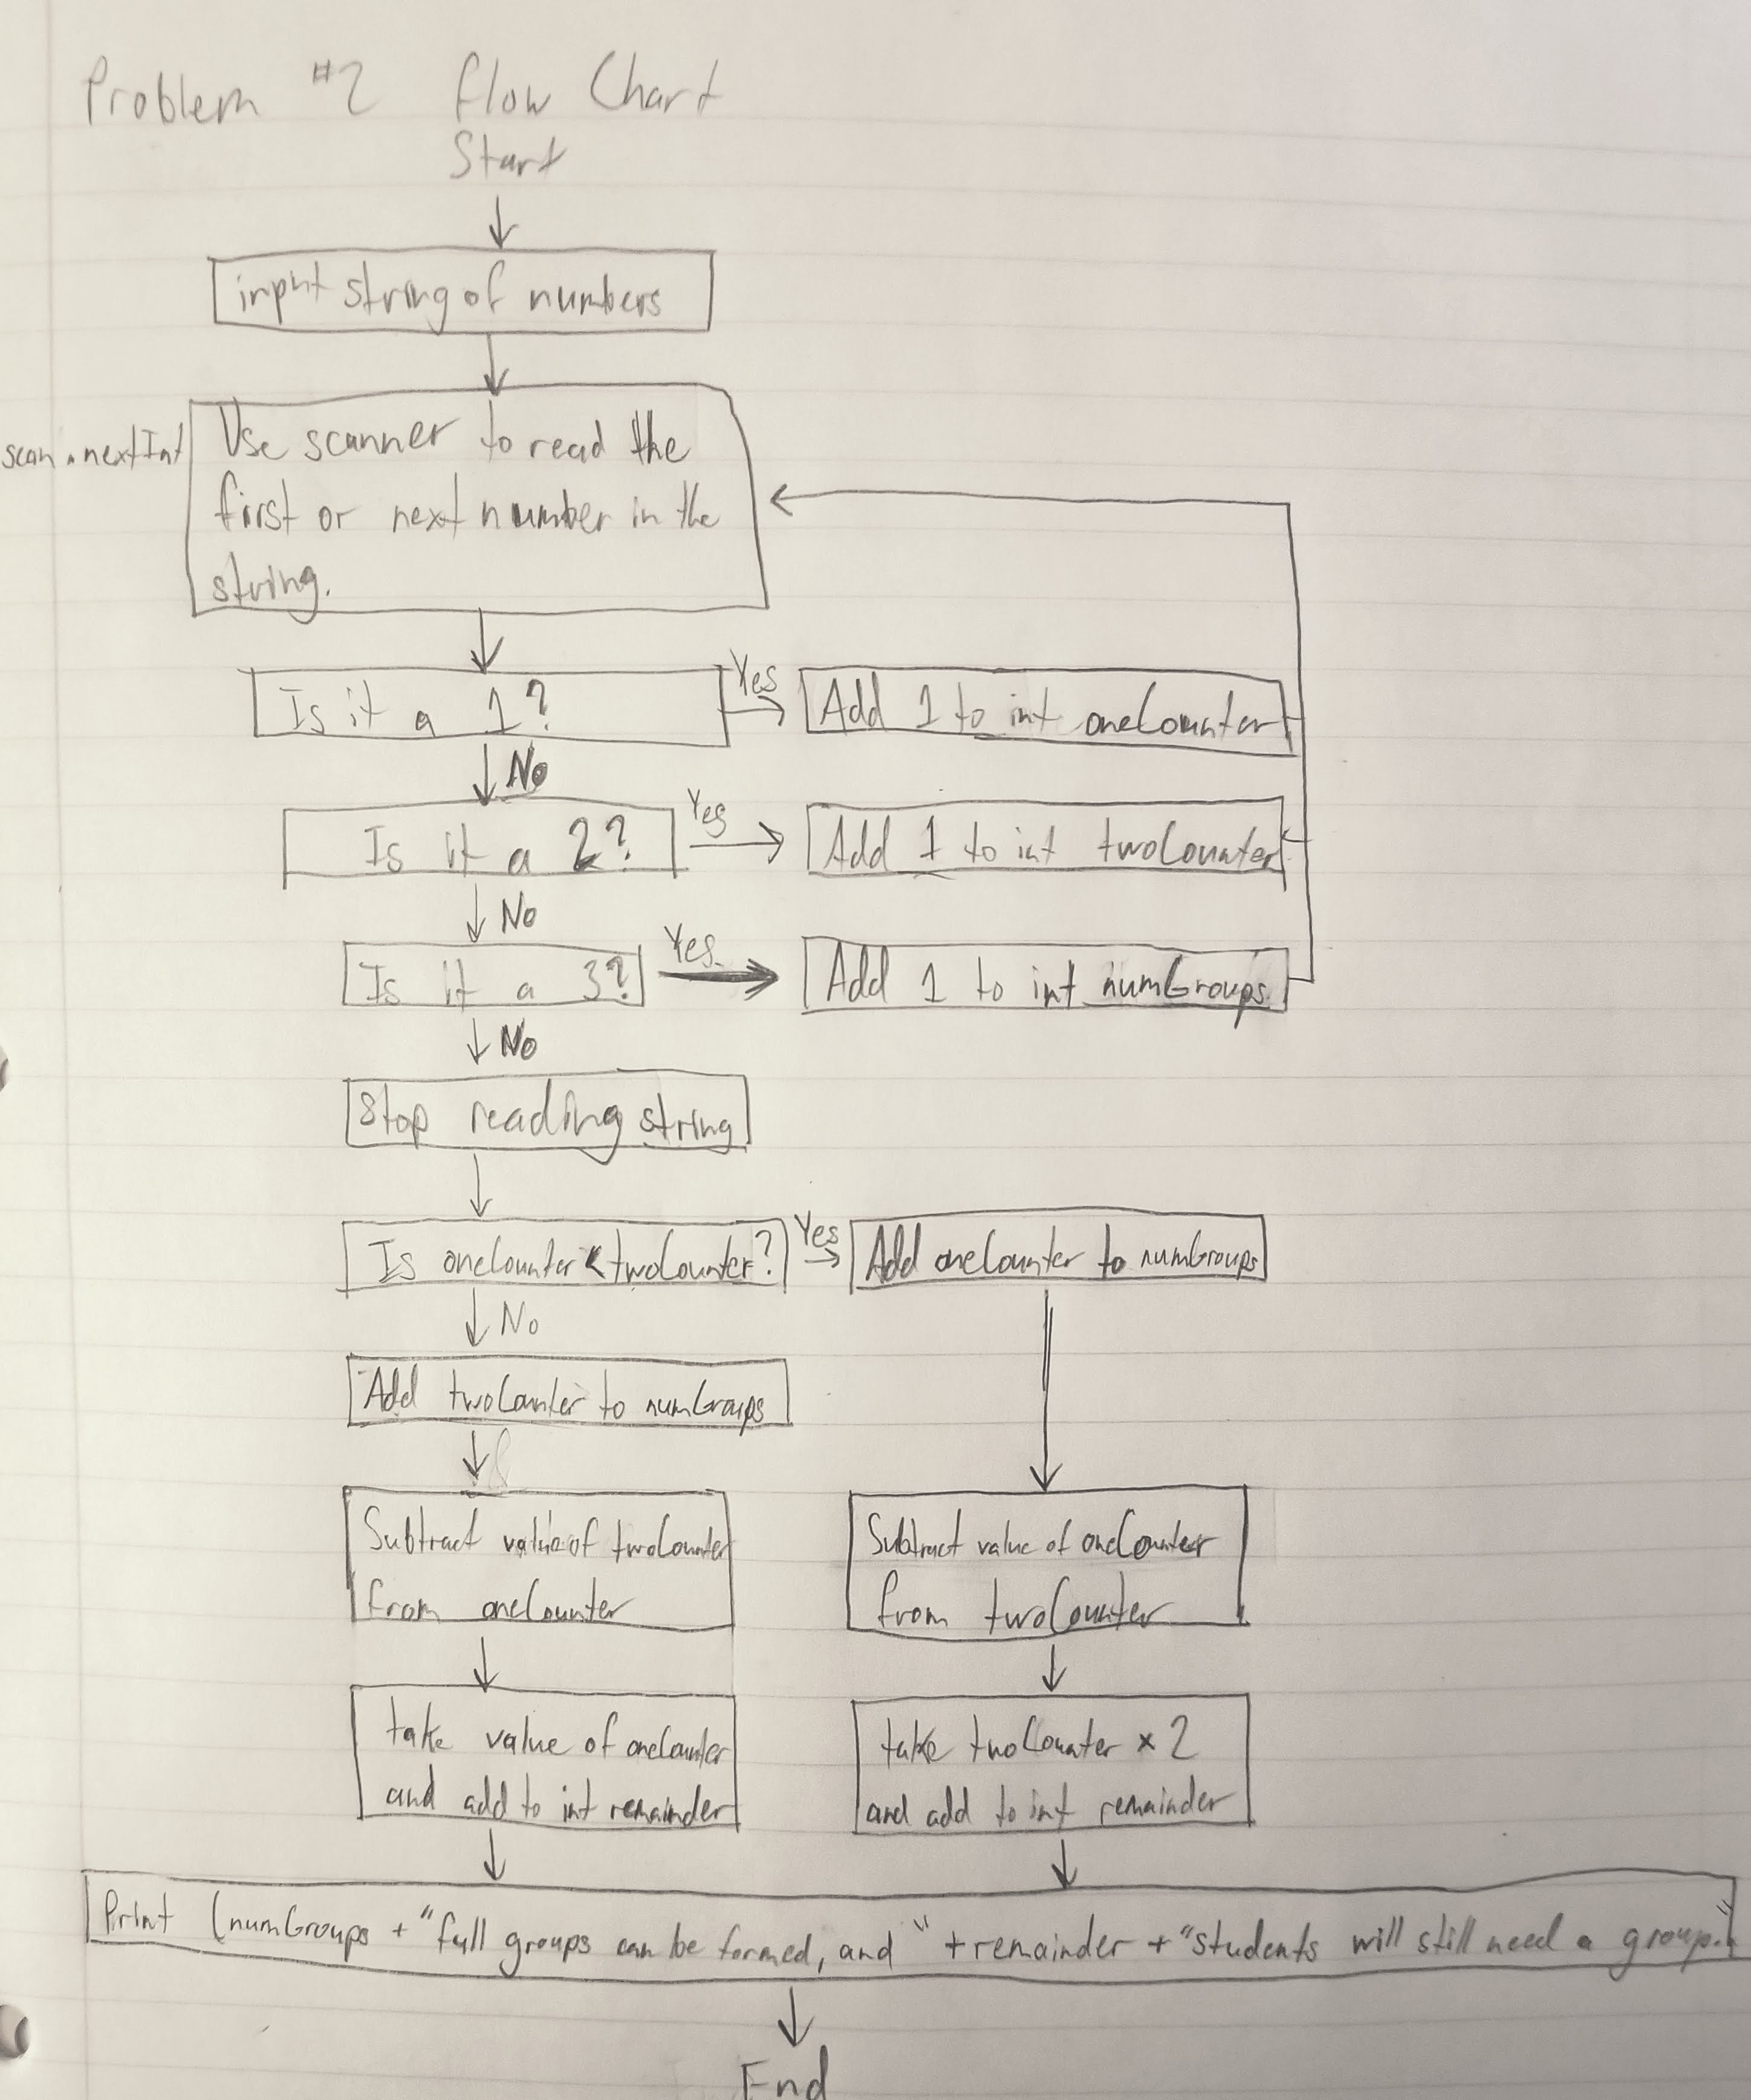 Problem #2 Flow Chart
Start
input string of numbers
scan.nextInt
Use scanner to read the
first or next number in the
string.
Is it a 1?
Yes
Add 1 to int oneCounter
No
Is it a 2?
Yes
Add 1 to int twoCounter
No
Is it a 3?
Yes
Add 1 to int numGroups
No
Stop reading string
Is oneCounter < twoCounter?
Yes
Add oneCounter to numGroups
No
Add twoCounter to numGroups
Subtract value of twoCounter
from oneCounter
Subtract value of oneCounter
from twoCounter
take value of oneCounter
and add to int remainder
take twoCounter × 2
and add to int remainder
Print (numGroups + "full groups can be formed, and" + remainder + "students will still need a group."
End